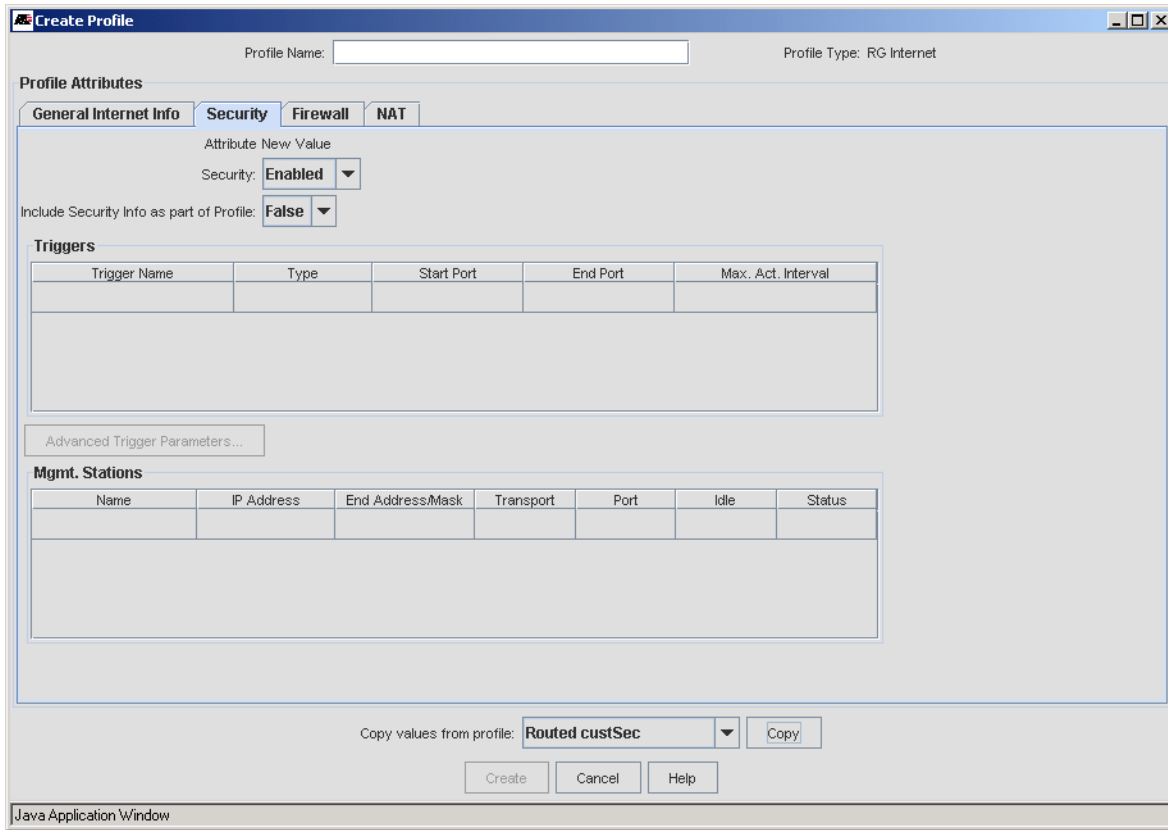 Create Profile
Profile Name:
Profile Type: RG Internet
Profile Attributes
General Internet Info Security Firewall NAT
Attribute New Value
Security: Enabled
Include Security Info as part of Profile: False
Triggers
Trigger Name Type Start Port End Port Max. Act. Interval
Advanced Trigger Parameters...
Mgmt. Stations
Name IP Address End Address/Mask Transport Port Idle Status
Copy values from profile: Routed custSec Copy
Create Cancel Help
Java Application Window